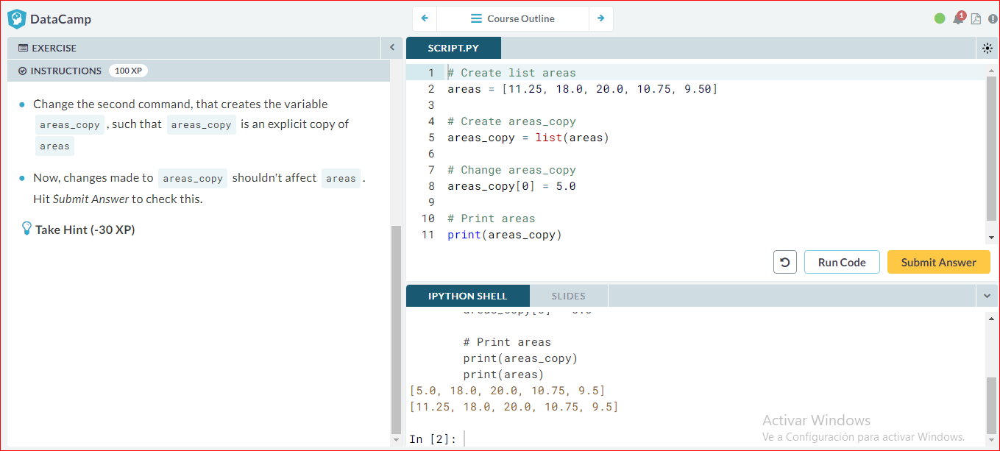 DataCamp
Course Outline
1
EXERCISE
INSTRUCTIONS 100 XP
Change the second command, that creates the variable
areas_copy , such that areas_copy is an explicit copy of
areas
Now, changes made to areas_copy shouldn't affect areas .
Hit Submit Answer to check this.
Take Hint (-30 XP)
SCRIPT.PY
1 # Create list areas
2 areas = [11.25, 18.0, 20.0, 10.75, 9.50]
3
4 # Create areas_copy
5 areas_copy = list(areas)
6
7 # Change areas_copy
8 areas_copy[0] = 5.0
9
10 # Print areas
11 print(areas_copy)
Run Code Submit Answer
IPYTHON SHELL SLIDES
# Print areas
print(areas_copy)
print(areas)
[5.0, 18.0, 20.0, 10.75, 9.5]
[11.25, 18.0, 20.0, 10.75, 9.5]
In [2]:
Activar Windows
Ve a Configuración para activar Windows.